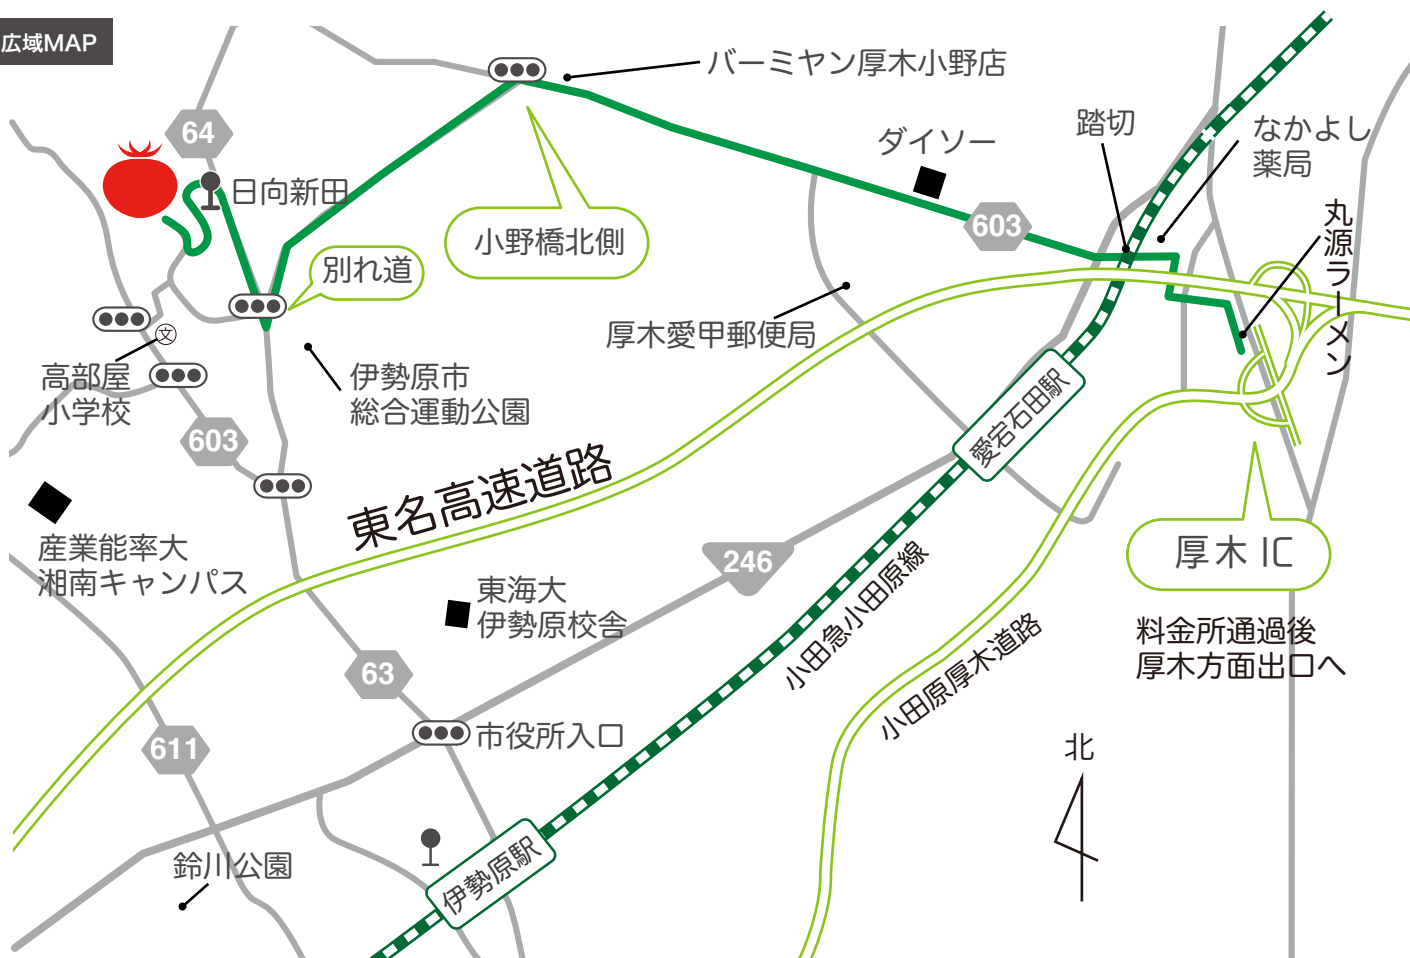 広域MAP
バーミヤン厚木小野店
64
ダイソー
踏切
なかよし
薬局
日向新田
603
丸源ラーメン
小野橋北側
別れ道
厚木愛甲郵便局
文
高部屋
小学校
伊勢原市
総合運動公園
603
愛宕石田駅
東名高速道路
産業能率大
湘南キャンパス
246
厚木 IC
東海大
伊勢原校舎
小田急小田原線
料金所通過後
厚木方面出口へ
小田原厚木道路
63
市役所入口
611
北
鈴川公園
伊勢原駅